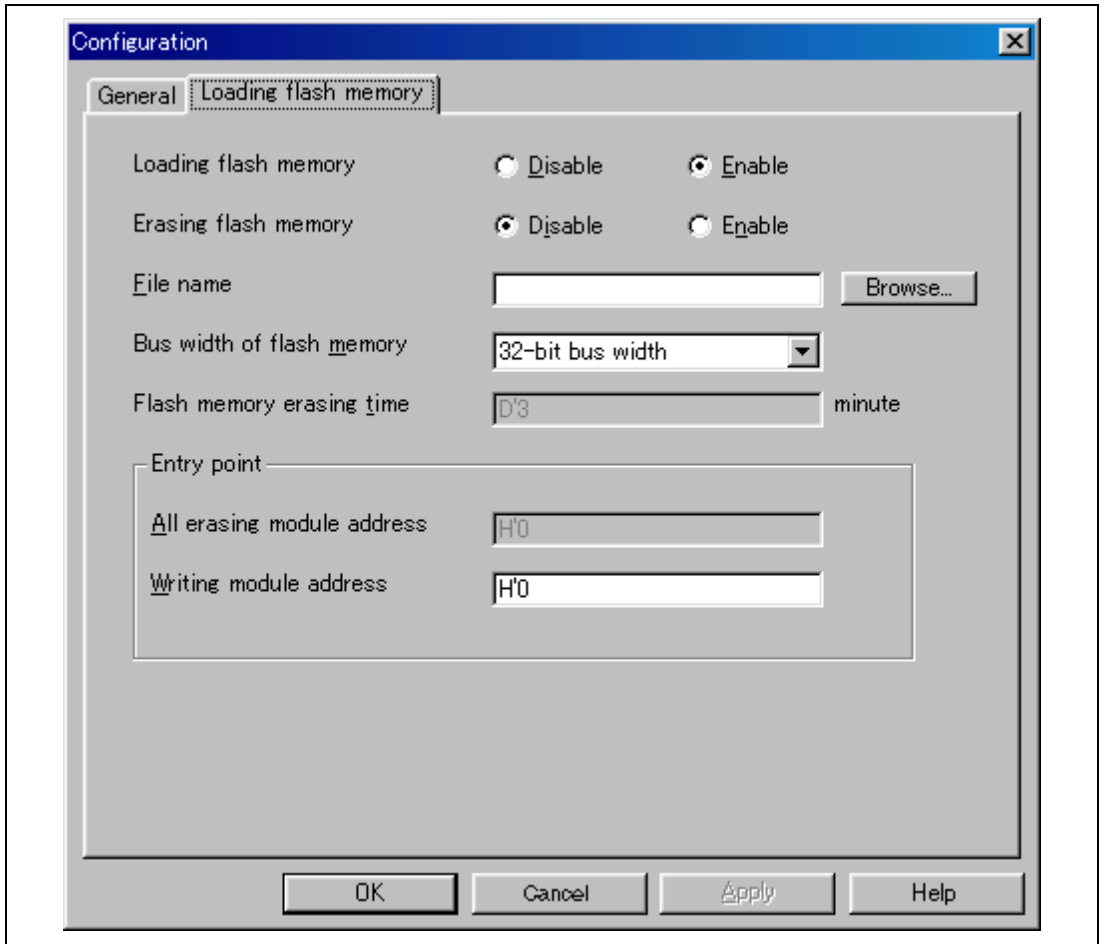 Configuration
General Loading flash memory
Loading flash memory Disable Enable
Erasing flash memory Disable Enable
File name Browse...
Bus width of flash memory 32-bit bus width
Flash memory erasing time D'3 minute
Entry point
All erasing module address H'0
Writing module address H'0
OK Cancel Apply Help